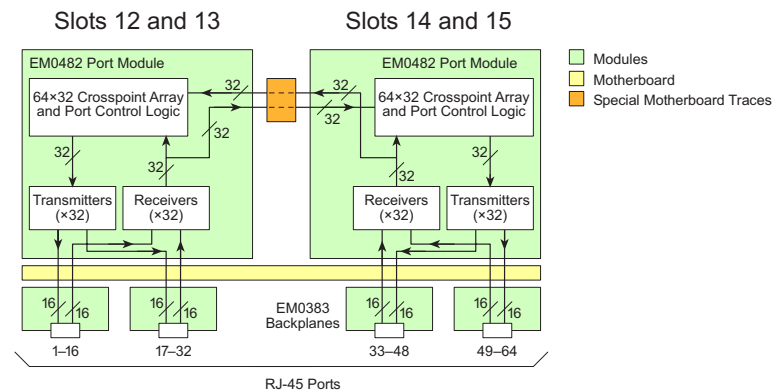 Slots 12 and 13
Slots 14 and 15
EM0482 Port Module
EM0482 Port Module
Modules
Motherboard
Special Motherboard Traces
64×32 Crosspoint Array
and Port Control Logic
64×32 Crosspoint Array
and Port Control Logic
32
32
32
32
32
32
32
32
32
32
Transmitters
(×32)
Receivers
(×32)
Receivers
(×32)
Transmitters
(×32)
16
16
16
16
EM0383
Backplanes
16
16
16
16
1–16
17–32
33–48
49–64
RJ-45 Ports